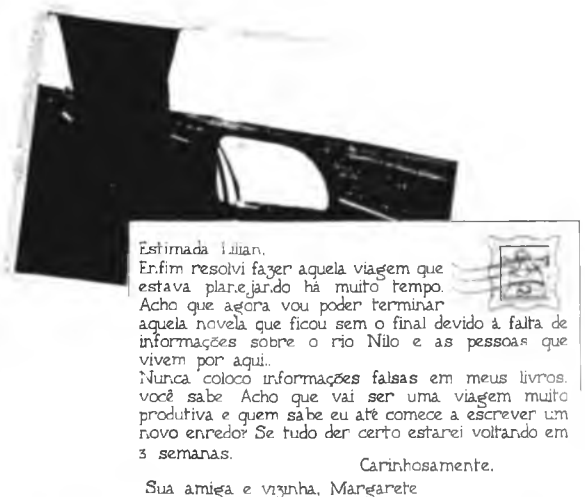 Estimada Lilian,
Enfim resolvi fazer aquela viagem que
estava planejando há muito tempo.
Acho que agora vou poder terminar
aquela novela que ficou sem o final devido à falta de
informações sobre o rio Nilo e as pessoas que
vivem por aqui..
Nunca coloco informações falsas em meus livros.
você sabe Acho que vai ser uma viagem muito
produtiva e quem sabe eu até comece a escrever um
novo enredo? Se tudo der certo estarei voltando em
3 semanas.
Carinhosamente.
Sua amiga e vizinha, Margarete